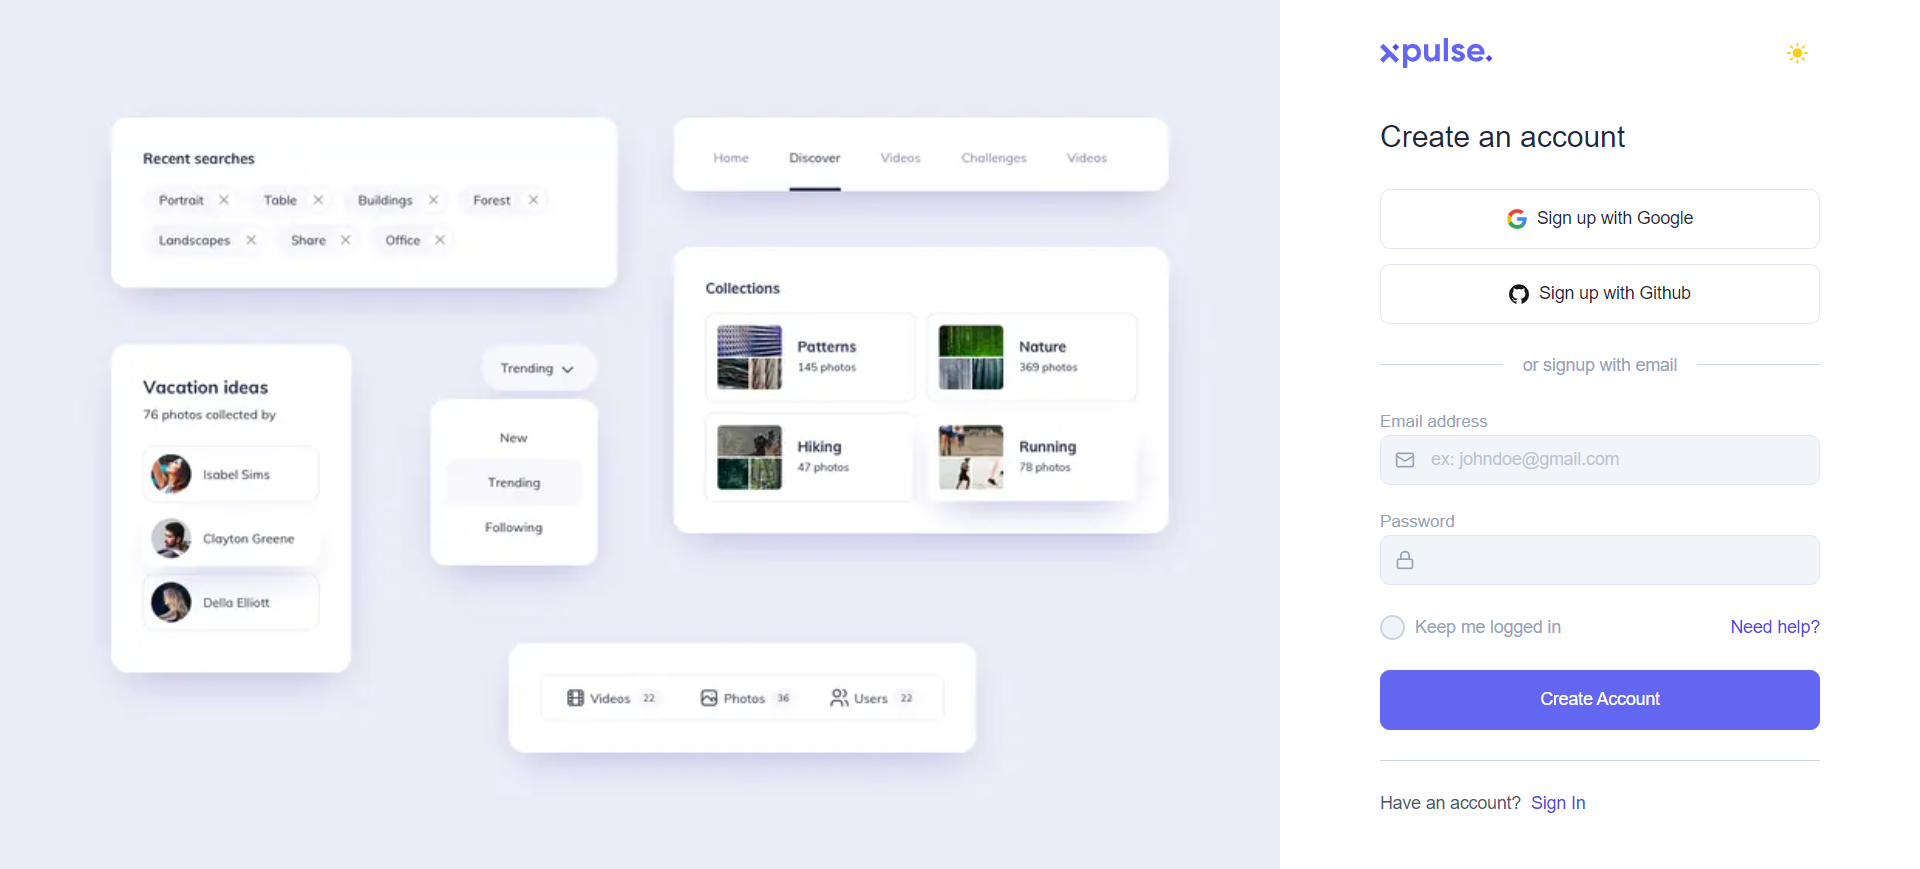 Recent searches
Portrait
Table
Buildings
Forest
Landscapes
Share
Office
Home
Discover
Videos
Challenges
Videos
Collections
Patterns
145 photos
Nature
369 photos
Hiking
47 photos
Running
78 photos
Vacation ideas
76 photos collected by
Isabel Sims
Clayton Greene
Della Elliott
Trending
New
Trending
Following
Videos 22
Photos 36
Users 22
xpulse.
Create an account
Sign up with Google
Sign up with Github
or signup with email
Email address
ex: johndoe@gmail.com
Password
Keep me logged in
Need help?
Create Account
Have an account? Sign In